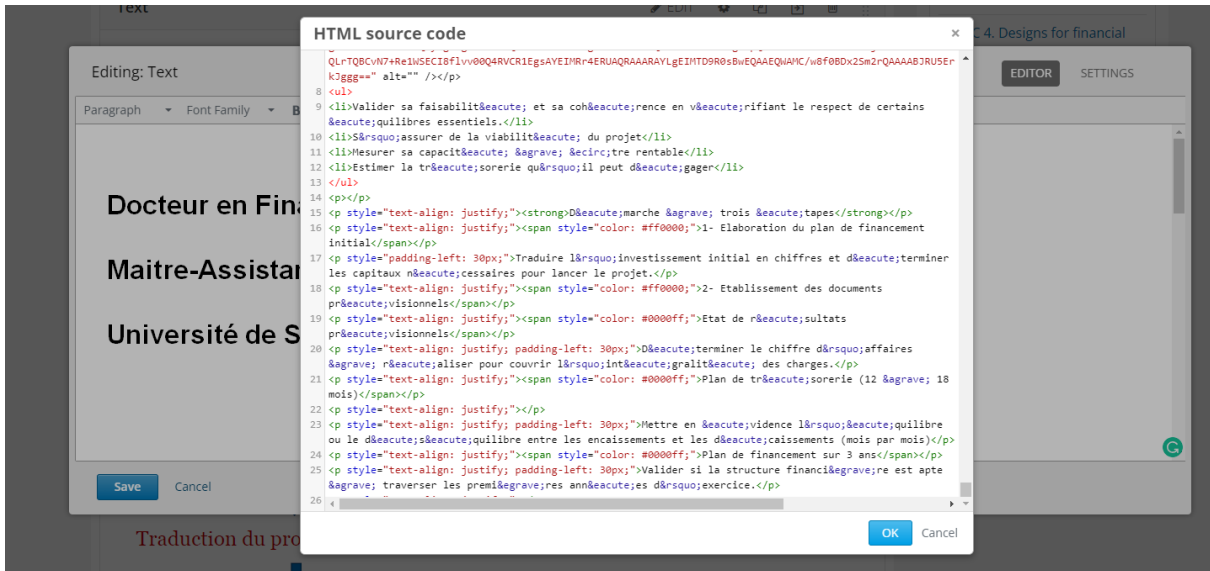 Text
EDIT
C 4. Designs for financial
HTML source code
×
Editing: Text
EDITOR
SETTINGS
Paragraph
Font Family
B
QLrTQBCvN7+Re1WSECI8flvv00Q4RVCR1EgsAYEIMRr4ERUAQRAAARAYLgEIMTD9R0sBwEQAAEQWAMC/w8f0BDx2Sm2rQAAAABJRU5Er
kJggg==" alt="" /></p>
8 <ul>
9 <li>Valider sa faisabilit&eacute; et sa coh&eacute;rence en v&eacute;rifiant le respect de certains
&eacute;quilibres essentiels.</li>
10 <li>S&rsquo;assurer de la viabilit&eacute; du projet</li>
11 <li>Mesurer sa capacit&eacute; &agrave; &ecirc;tre rentable</li>
12 <li>Estimer la tr&eacute;sorerie qu&rsquo;il peut d&eacute;gager</li>
13 </ul>
14 <p></p>
15 <p style="text-align: justify;"><strong>D&eacute;marche &agrave; trois &eacute;tapes</strong></p>
16 <p style="text-align: justify;"><span style="color: #ff0000;">1- Elaboration du plan de financement
initial</span></p>
17 <p style="padding-left: 30px;">Traduire l&rsquo;investissement initial en chiffres et d&eacute;terminer
les capitaux n&eacute;cessaires pour lancer le projet.</p>
18 <p style="text-align: justify;"><span style="color: #ff0000;">2- Etablissement des documents
pr&eacute;visionnels</span></p>
19 <p style="text-align: justify;"><span style="color: #0000ff;">Etat de r&eacute;sultats
pr&eacute;visionnels</span></p>
20 <p style="text-align: justify; padding-left: 30px;">D&eacute;terminer le chiffre d&rsquo;affaires
&agrave; r&eacute;aliser pour couvrir l&rsquo;int&eacute;gralit&eacute; des charges.</p>
21 <p style="text-align: justify;"><span style="color: #0000ff;">Plan de tr&eacute;sorerie (12 &agrave; 18
mois)</span></p>
22 <p style="text-align: justify;"></p>
23 <p style="text-align: justify; padding-left: 30px;">Mettre en &eacute;vidence l&rsquo;&eacute;quilibre
ou le d&eacute;s&eacute;quilibre entre les encaissements et les d&eacute;caissements (mois par mois)</p>
24 <p style="text-align: justify;"><span style="color: #0000ff;">Plan de financement sur 3 ans</span></p>
25 <p style="text-align: justify; padding-left: 30px;">Valider si la structure financi&egrave;re est apte
&agrave; traverser les premi&egrave;res ann&eacute;es d&rsquo;exercice.</p>
26
Docteur en Fina
Maitre-Assistan
Université de S
Save
Cancel
OK
Cancel
Traduction du pro